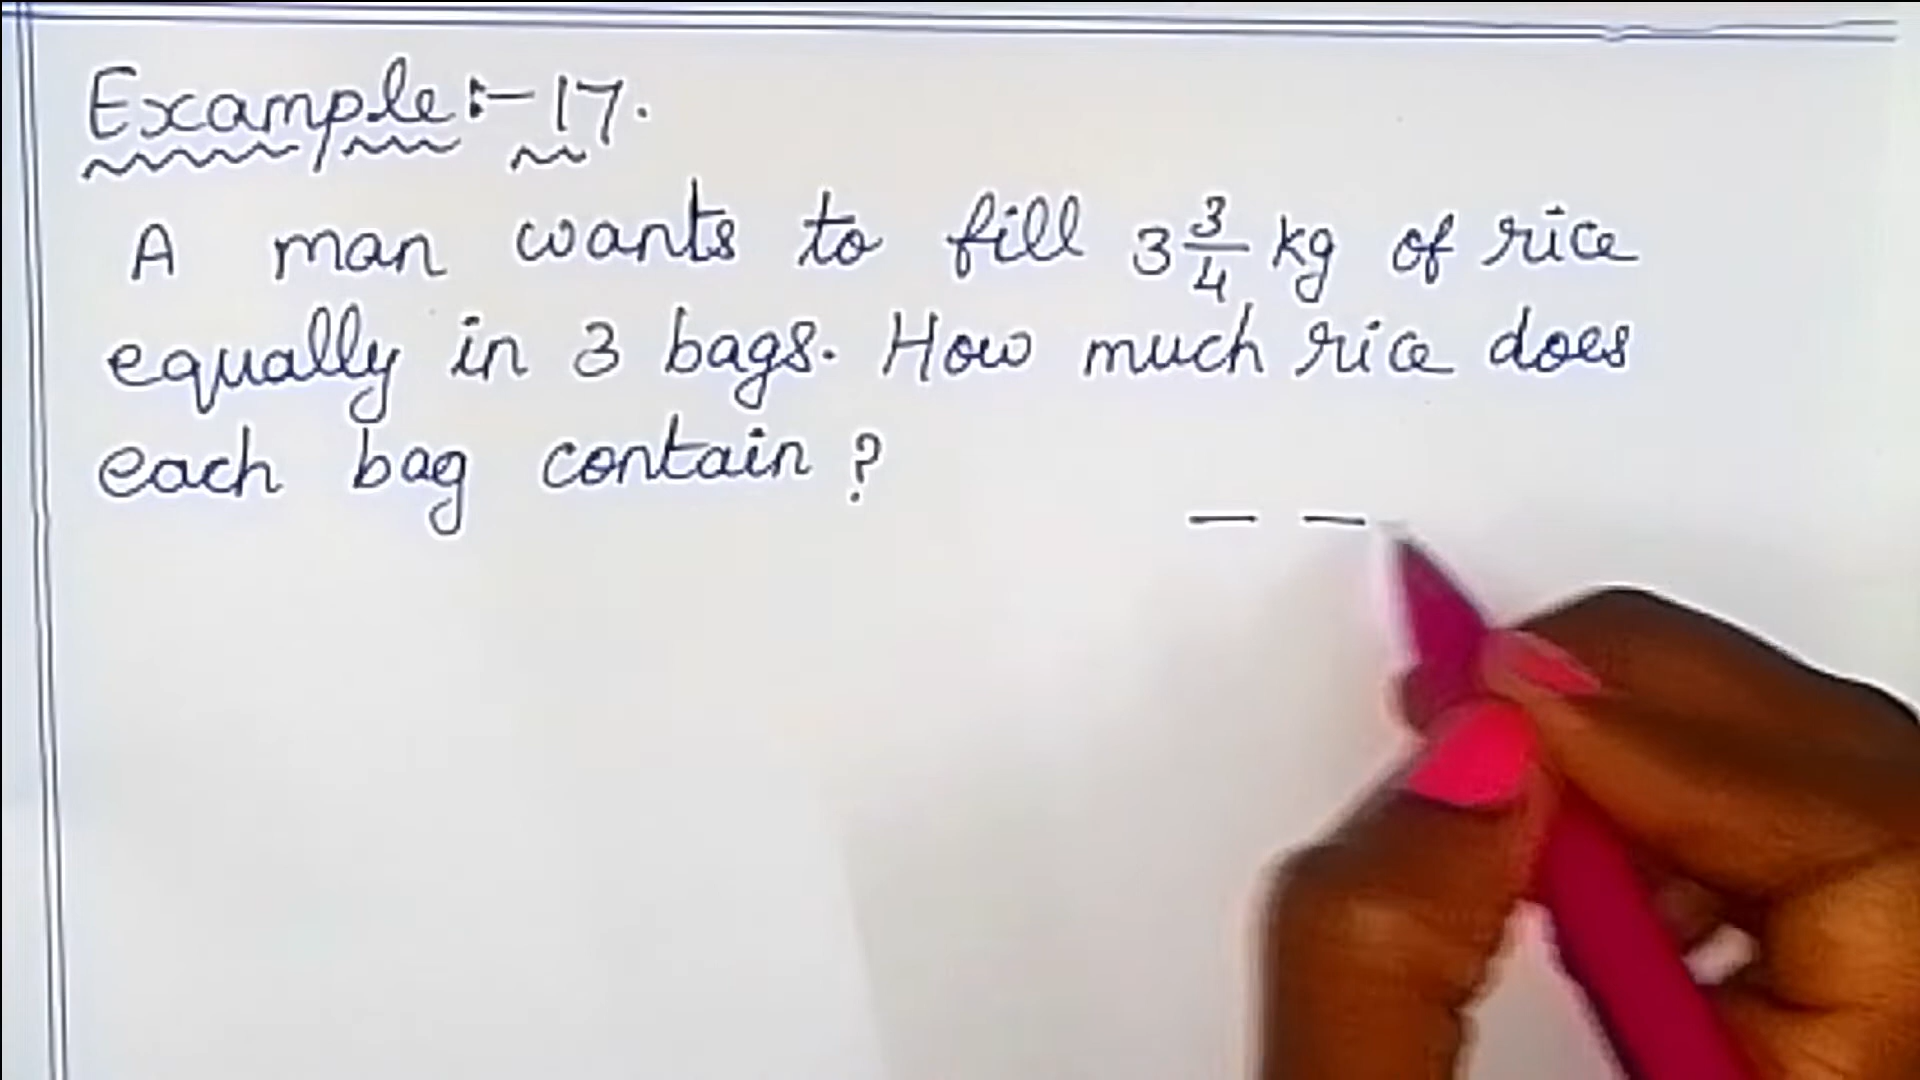 Example:-17.
A man wants to fill 3 3/4 kg of rice
equally in 3 bags. How much rice does
each bag contain?